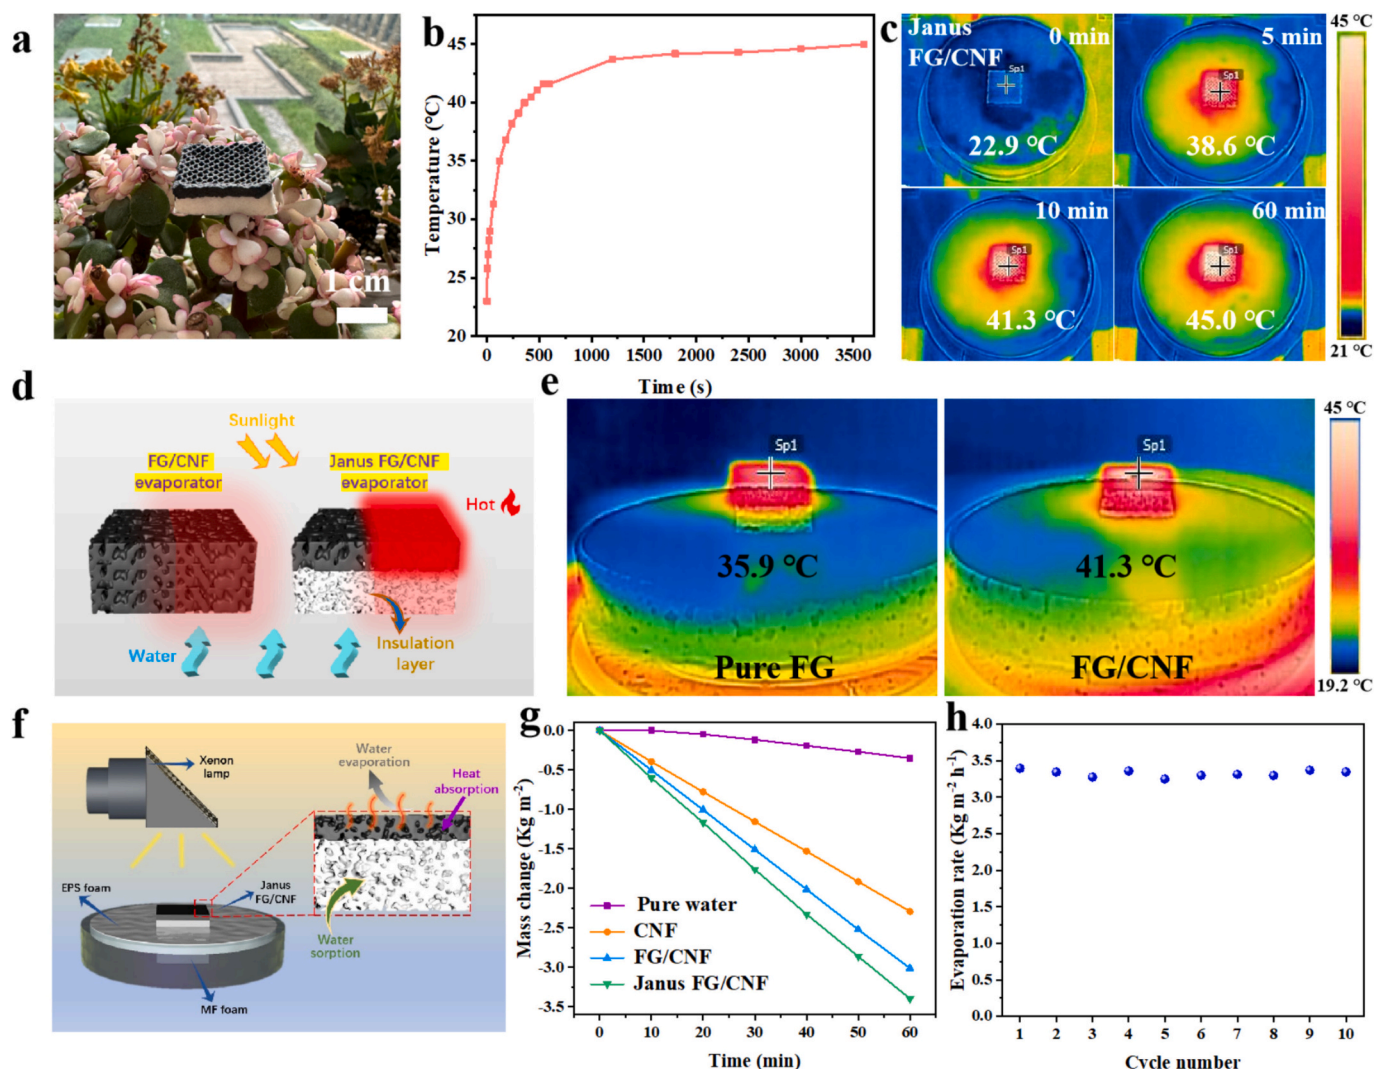 a
1 cm
b
Temperature (°C)
45
40
35
30
25
20
0
500
1000
1500
2000
2500
3000
3500
Time (s)
c
Janus
FG/CNF
0 min
Sp1
22.9 °C
5 min
Sp1
38.6 °C
10 min
Sp1
41.3 °C
60 min
Sp1
45.0 °C
45 °C
21 °C
d
Sunlight
FG/CNF
evaporator
Janus FG/CNF
evaporator
Hot
Water
Insulation
layer
e
Sp1
35.9 °C
Pure FG
Sp1
41.3 °C
FG/CNF
45 °C
19.2 °C
f
Xenon
lamp
Water
evaporation
Heat
absorption
EPS foam
Janus
FG/CNF
Water
sorption
MF foam
g
Mass change (Kg m⁻²)
0.0
-0.5
-1.0
-1.5
-2.0
-2.5
-3.0
-3.5
Pure water
CNF
FG/CNF
Janus FG/CNF
0
10
20
30
40
50
60
Time (min)
h
Evaporation rate (Kg m⁻² h⁻¹)
4.0
3.5
3.0
2.5
2.0
1.5
1.0
0.5
0.0
1
2
3
4
5
6
7
8
9
10
Cycle number